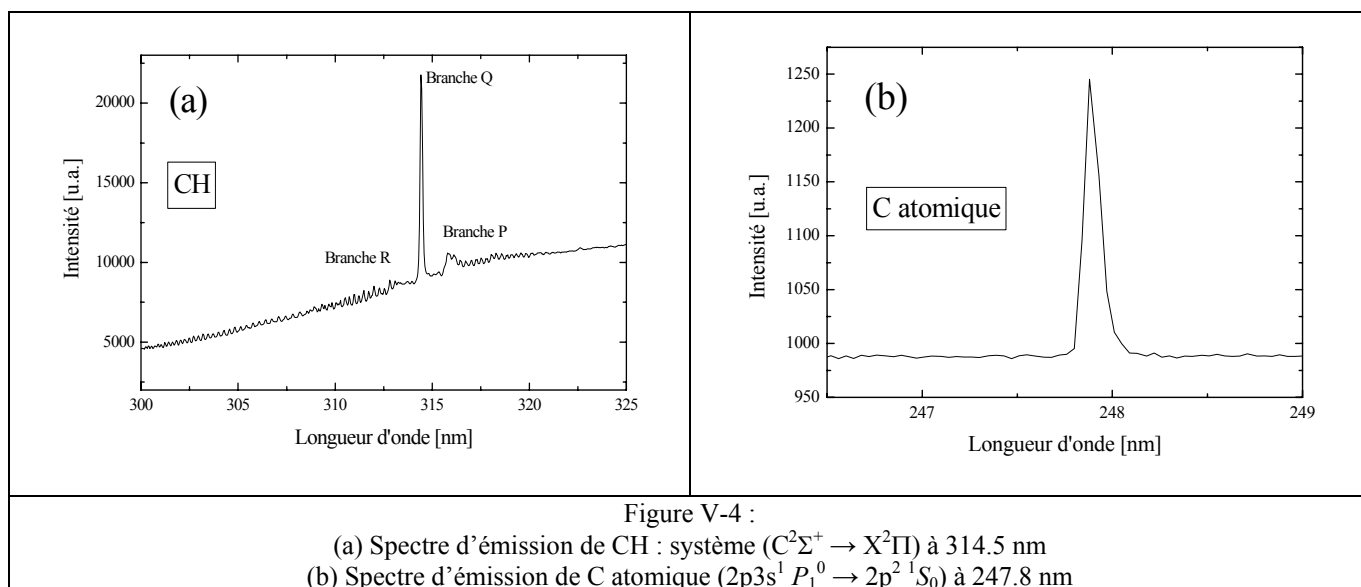 (a)
CH
Branche Q
Branche R
Branche P
Intensité [u.a.]
20000
15000
10000
5000
300 305 310 315 320 325
Longueur d'onde [nm]
(b)
C atomique
Intensité [u.a.]
1250
1200
1150
1100
1050
1000
950
247 248 249
Longueur d'onde [nm]
Figure V-4 :
(a) Spectre d'émission de CH : système (C²Σ⁺ → X²Π) à 314.5 nm
(b) Spectre d'émission de C atomique (2p3s¹ P₁⁰ → 2p² ¹S₀) à 247.8 nm